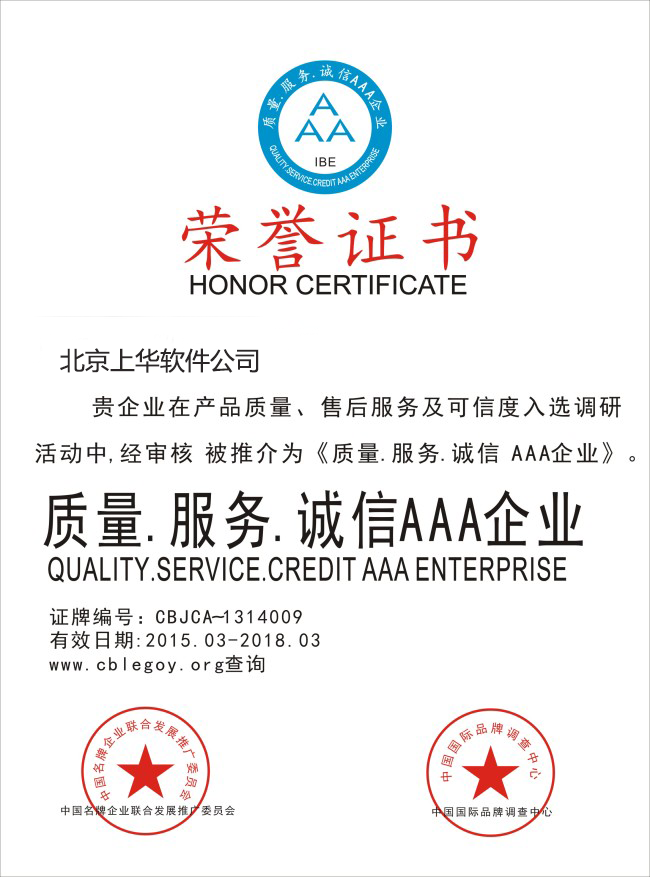 质量.服务.诚信AAA企业
A
AAA
IBE
QUALITY.SERVICE.CREDIT AAA ENTERPRISE
荣誉证书
HONOR CERTIFICATE
北京上华软件公司
贵企业在产品质量、售后服务及可信度入选调研
活动中,经审核 被推介为《质量.服务.诚信 AAA企业》。
质量.服务.诚信AAA企业
QUALITY.SERVICE.CREDIT AAA ENTERPRISE
证牌编号: CBJCA~1314009
有效日期:2015.03-2018.03
www.cblegoy.org查询
中国名牌企业联合发展推广委员会
中国名牌企业联合发展推广委员会
中国国际品牌调查中心
中国国际品牌调查中心